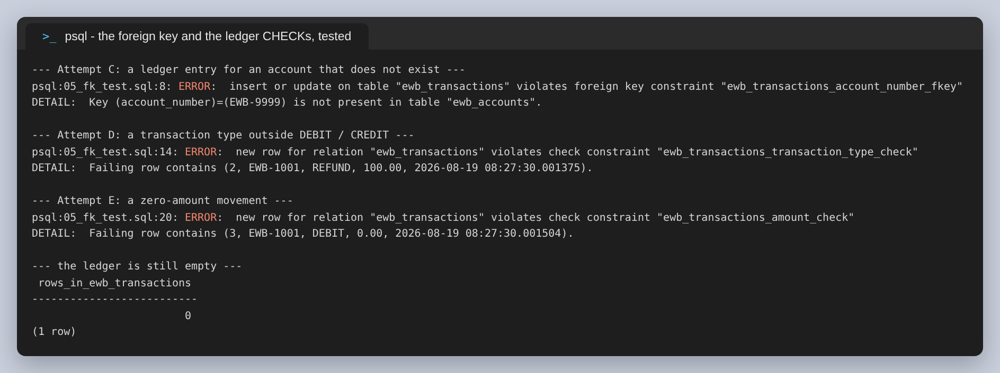 >_ psql - the foreign key and the ledger CHECKs, tested
--- Attempt C: a ledger entry for an account that does not exist ---
psql:05_fk_test.sql:8: ERROR:  insert or update on table "ewb_transactions" violates foreign key constraint "ewb_transactions_account_number_fkey"
DETAIL:  Key (account_number)=(EWB-9999) is not present in table "ewb_accounts".
--- Attempt D: a transaction type outside DEBIT / CREDIT ---
psql:05_fk_test.sql:14: ERROR:  new row for relation "ewb_transactions" violates check constraint "ewb_transactions_transaction_type_check"
DETAIL:  Failing row contains (2, EWB-1001, REFUND, 100.00, 2026-08-19 08:27:30.001375).
--- Attempt E: a zero-amount movement ---
psql:05_fk_test.sql:20: ERROR:  new row for relation "ewb_transactions" violates check constraint "ewb_transactions_amount_check"
DETAIL:  Failing row contains (3, EWB-1001, DEBIT, 0.00, 2026-08-19 08:27:30.001504).
--- the ledger is still empty ---
 rows_in_ewb_transactions
--------------------------
                        0
(1 row)